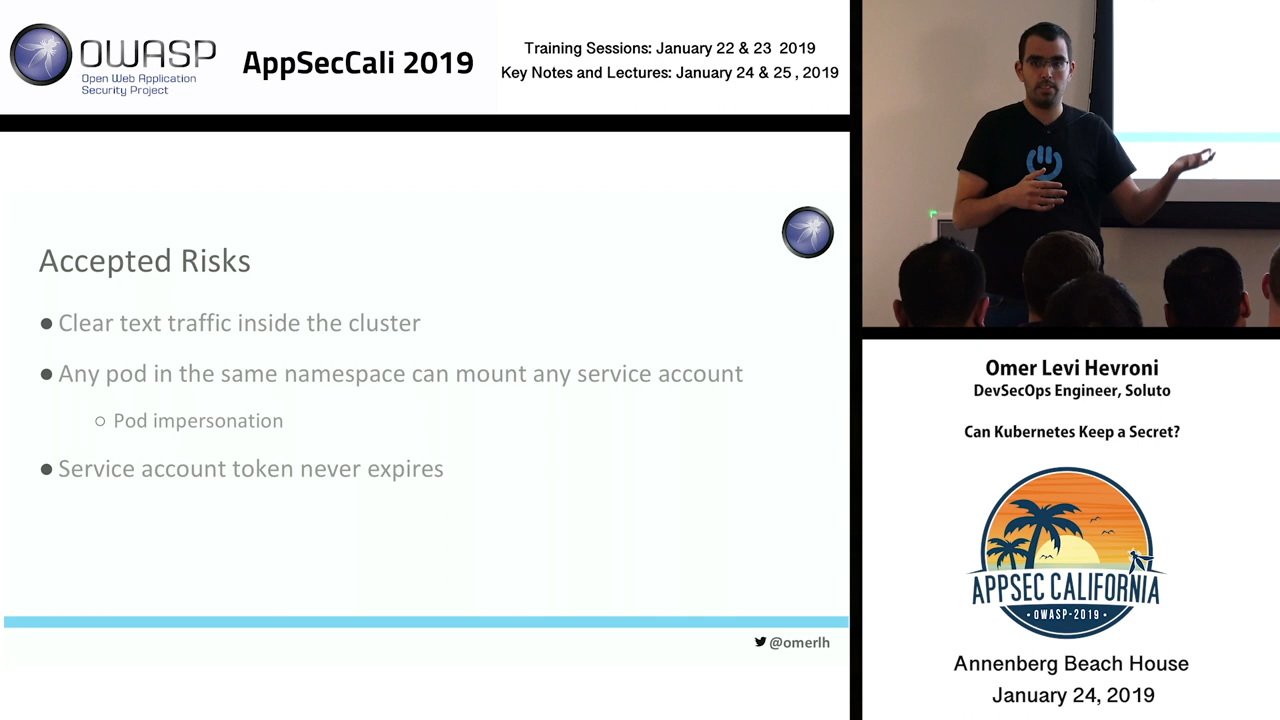 OWASP
Open Web Application
Security Project
AppSecCali 2019
Training Sessions: January 22 & 23 2019
Key Notes and Lectures: January 24 & 25 , 2019
Accepted Risks
● Clear text traffic inside the cluster
● Any pod in the same namespace can mount any service account
○ Pod impersonation
● Service account token never expires
@omerlh
Omer Levi Hevroni
DevSecOps Engineer, Soluto
Can Kubernetes Keep a Secret?
APPSEC CALIFORNIA
• OWASP-2019 •
Annenberg Beach House
January 24, 2019